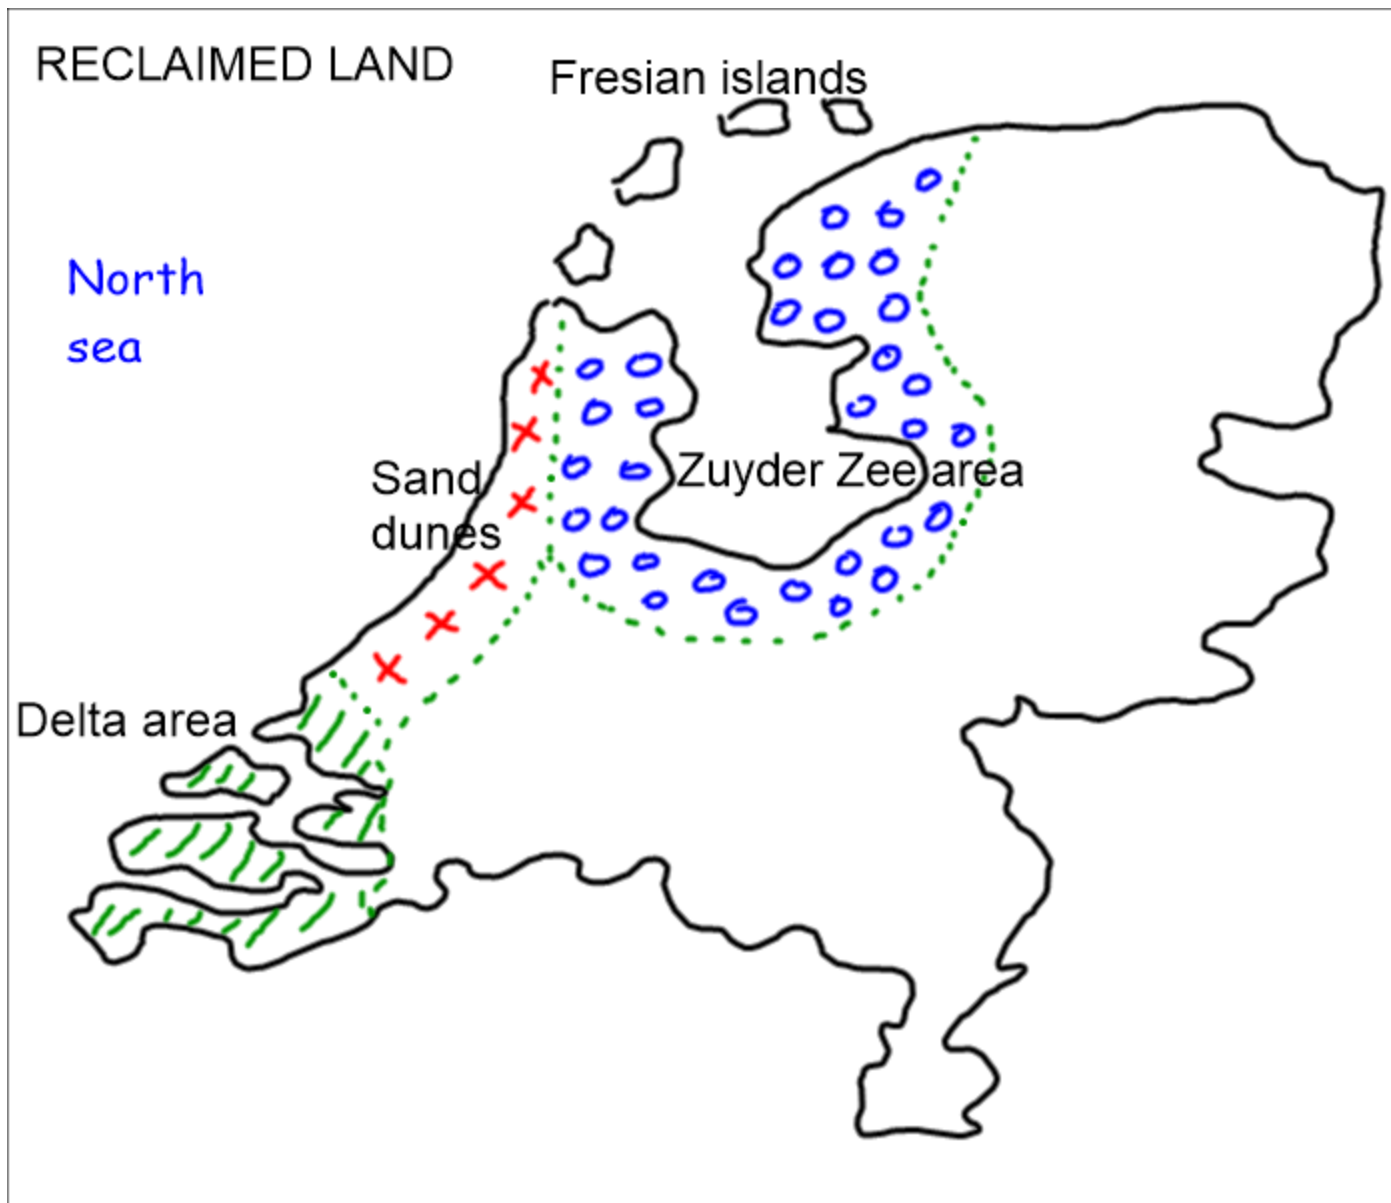 RECLAIMED LAND
Fresian islands
North
sea
Sand
dunes
Zuyder Zee area
Delta area